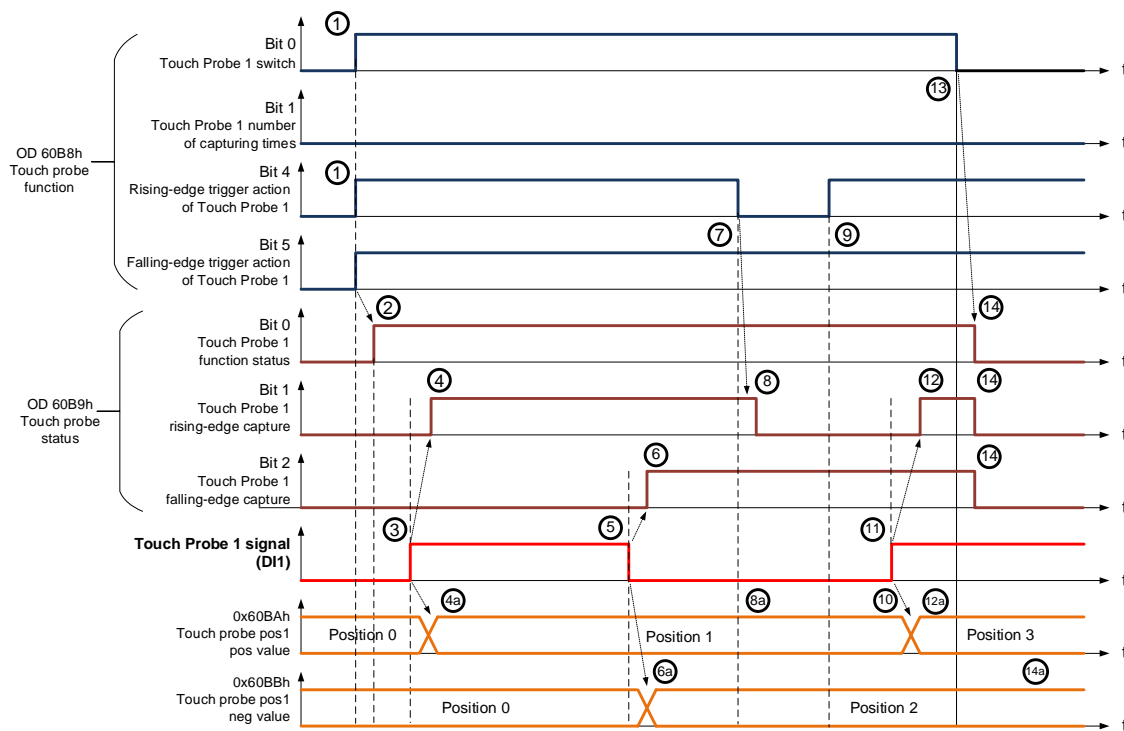 1
Bit 0
Touch Probe 1 switch
t
13
Bit 1
Touch Probe 1 number
of capturing times
t
OD 60B8h
Touch probe
function
1
Bit 4
Rising-edge trigger action
of Touch Probe 1
t
7
9
Bit 5
Falling-edge trigger action
of Touch Probe 1
t
2
14
Bit 0
Touch Probe 1
function status
t
4
8
12
14
Bit 1
Touch Probe 1
rising-edge capture
t
OD 60B9h
Touch probe
status
6
14
Bit 2
Touch Probe 1
falling-edge capture
t
3
5
11
Touch Probe 1 signal
(DI1)
t
4a
8a
10
12a
0x60BAh
Touch probe pos1
pos value
Position 0
Position 1
Position 3
t
6a
14a
0x60BBh
Touch probe pos1
neg value
Position 0
Position 2
t